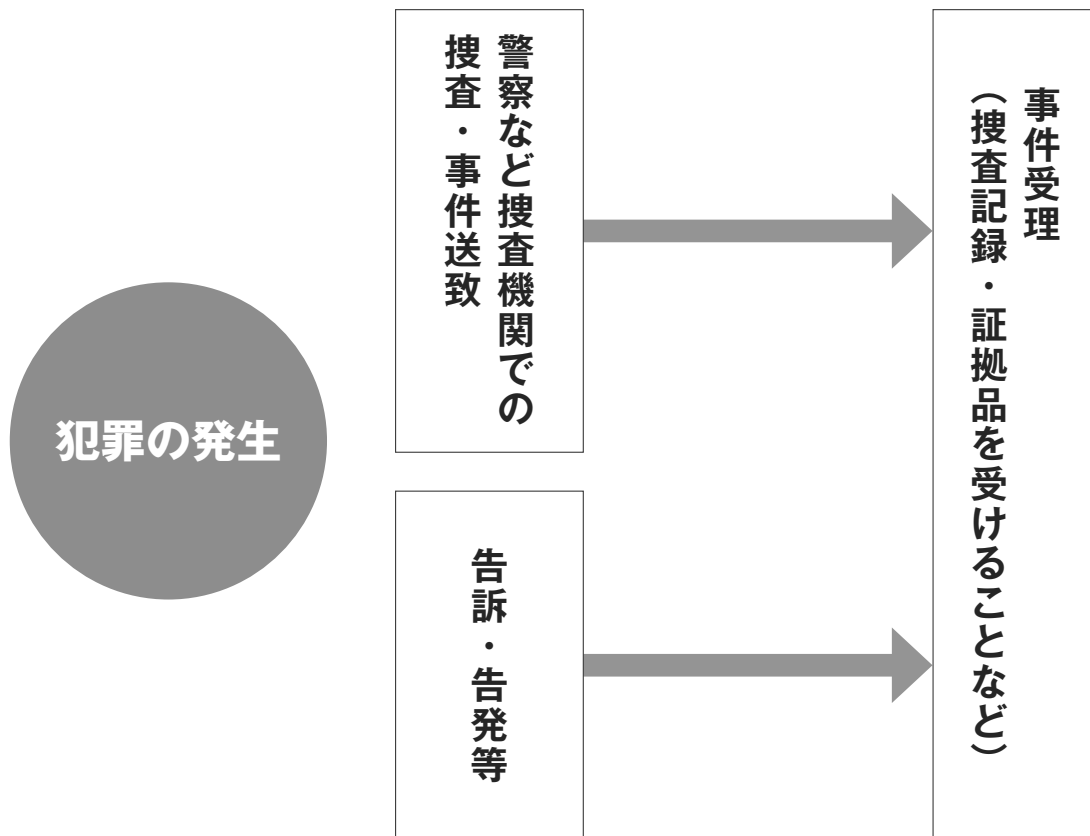 犯罪の発生
警察など捜査機関での
捜査・事件送致
告訴・告発等
事件受理
（捜査記録・証拠品を受けることなど）